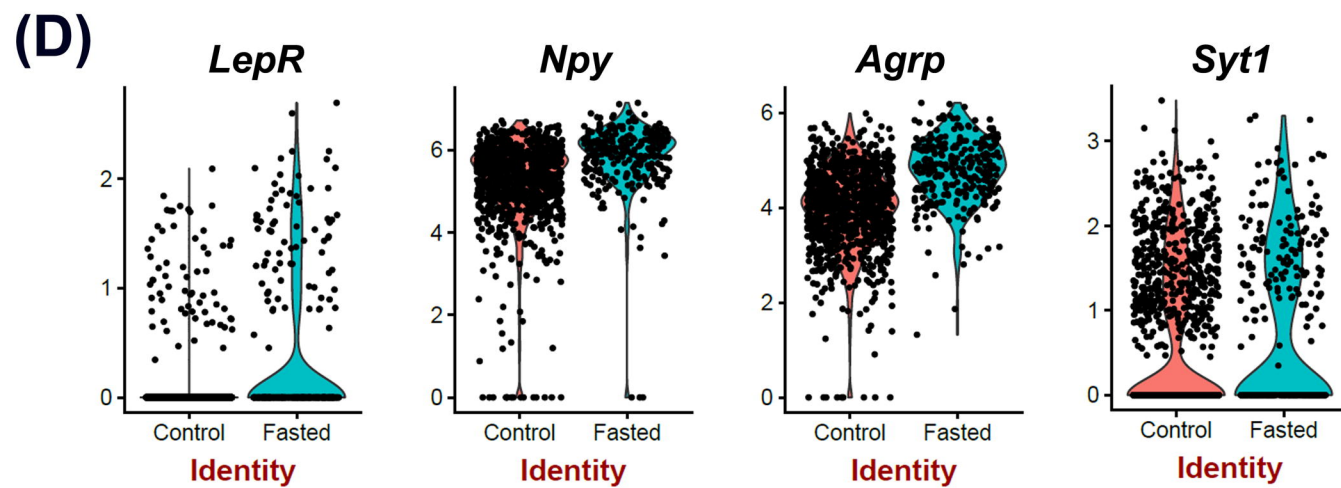 (D)
LepR Npy Agrp Syt1
2 1 0
6 4 2 0
6 4 2 0
3 2 1 0
Control Fasted Control Fasted Control Fasted Control Fasted
Identity Identity Identity Identity